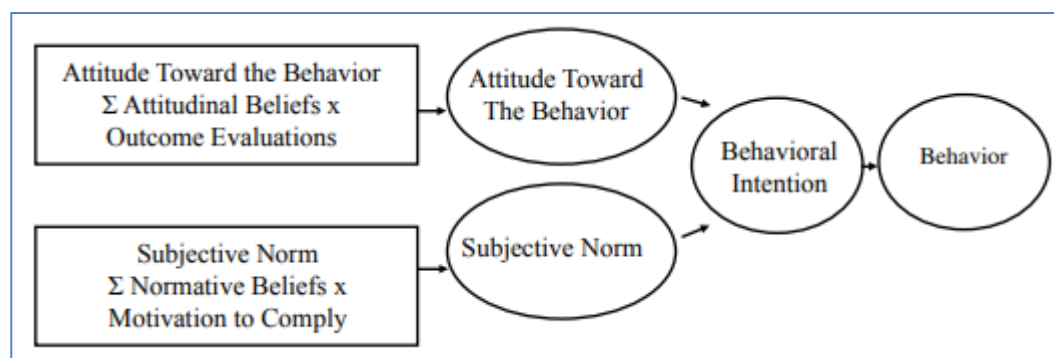 Attitude Toward the Behavior
Σ Attitudinal Beliefs x
Outcome Evaluations
Attitude Toward
The Behavior
Behavioral
Intention
Behavior
Subjective Norm
Σ Normative Beliefs x
Motivation to Comply
Subjective Norm